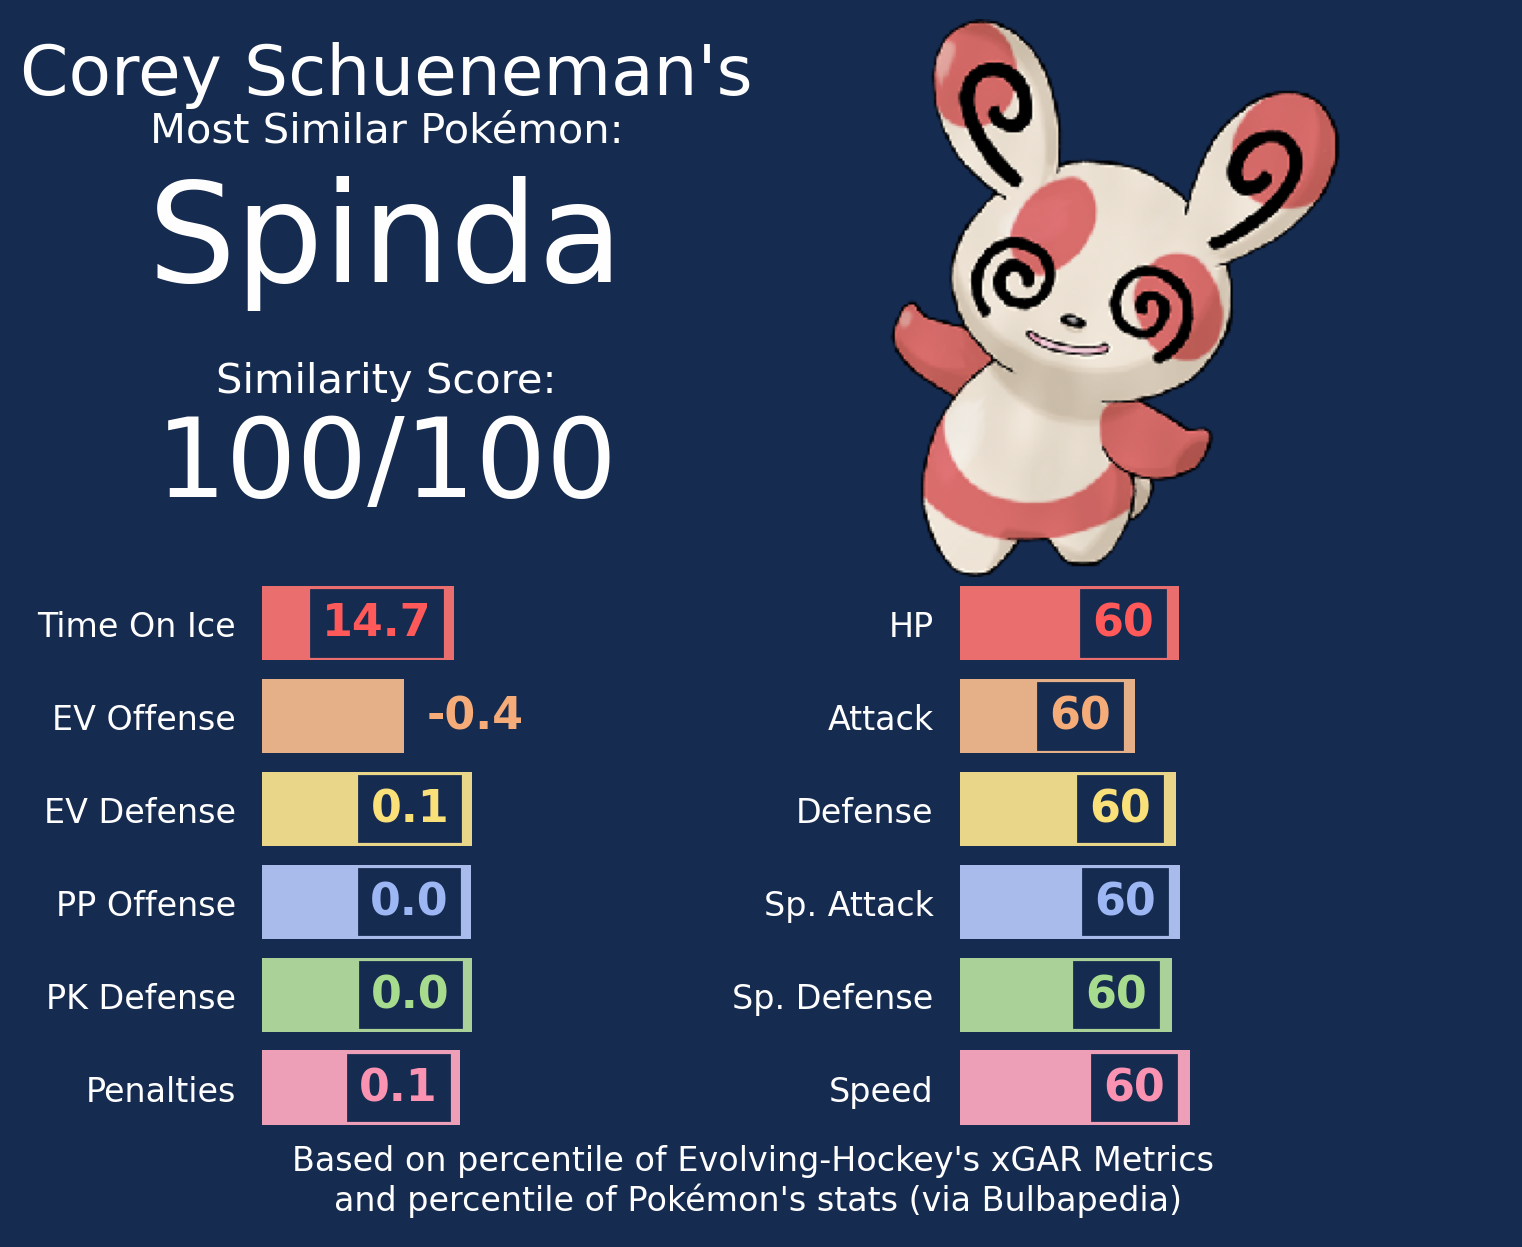 Corey Schueneman's
Most Similar Pokémon:
Spinda
Similarity Score:
100/100
Time On Ice 14.7
EV Offense -0.4
EV Defense 0.1
PP Offense 0.0
PK Defense 0.0
Penalties 0.1
HP 60
Attack 60
Defense 60
Sp. Attack 60
Sp. Defense 60
Speed 60
Based on percentile of Evolving-Hockey's xGAR Metrics
and percentile of Pokémon's stats (via Bulbapedia)